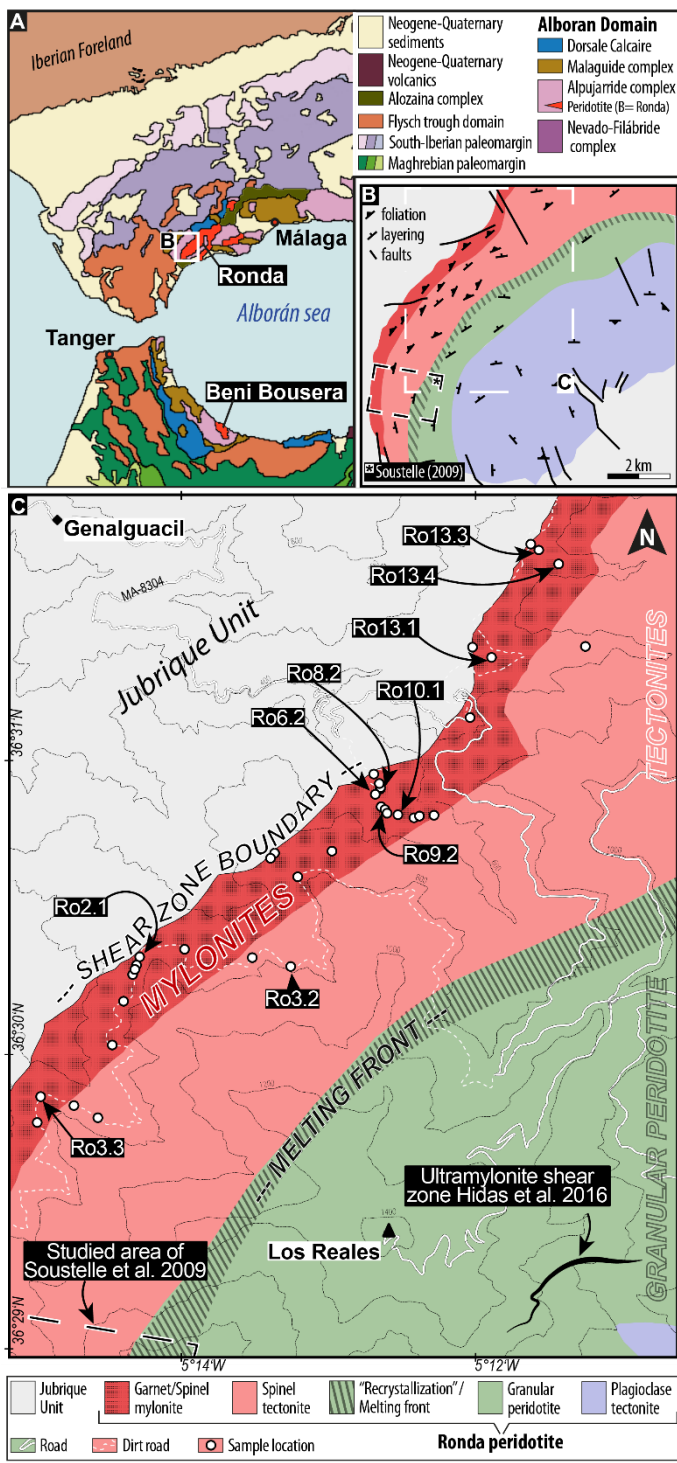 A
Iberian Foreland
B
Málaga
Ronda
Alborán sea
Tanger
Beni Bousera
Neogene-Quaternary
sediments
Neogene-Quaternary
volcanics
Alozaina complex
Flysch trough domain
South-Iberian paleomargin
Maghrebian paleomargin
Alboran Domain
Dorsale Calcaire
Malaguide complex
Alpujarride complex
Peridotite (B= Ronda)
Nevado-Filábride
complex
B
foliation
layering
faults
C
*
* Soustelle (2009)
2 km
C
Genalguacil
MA-8304
N
Ro13.3
Ro13.4
Ro13.1
Jubrique Unit
Ro8.2
Ro10.1
Ro6.2
TECTONITES
36°31'N
SHEAR ZONE BOUNDARY
Ro9.2
Ro2.1
MYLONITES
Ro3.2
36°30'N
MELTING FRONT
Ro3.3
GRANULAR PERIDOTITE
Ultramylonite shear
zone Hidas et al. 2016
1400
Los Reales
Studied area of
Soustelle et al. 2009
36°29'N
5°14'W
5°12'W
Jubrique
Unit
Garnet/Spinel
mylonite
Spinel
tectonite
"Recrystallization"/
Melting front
Granular
peridotite
Plagioclase
tectonite
Road
Dirt road
Sample location
Ronda peridotite